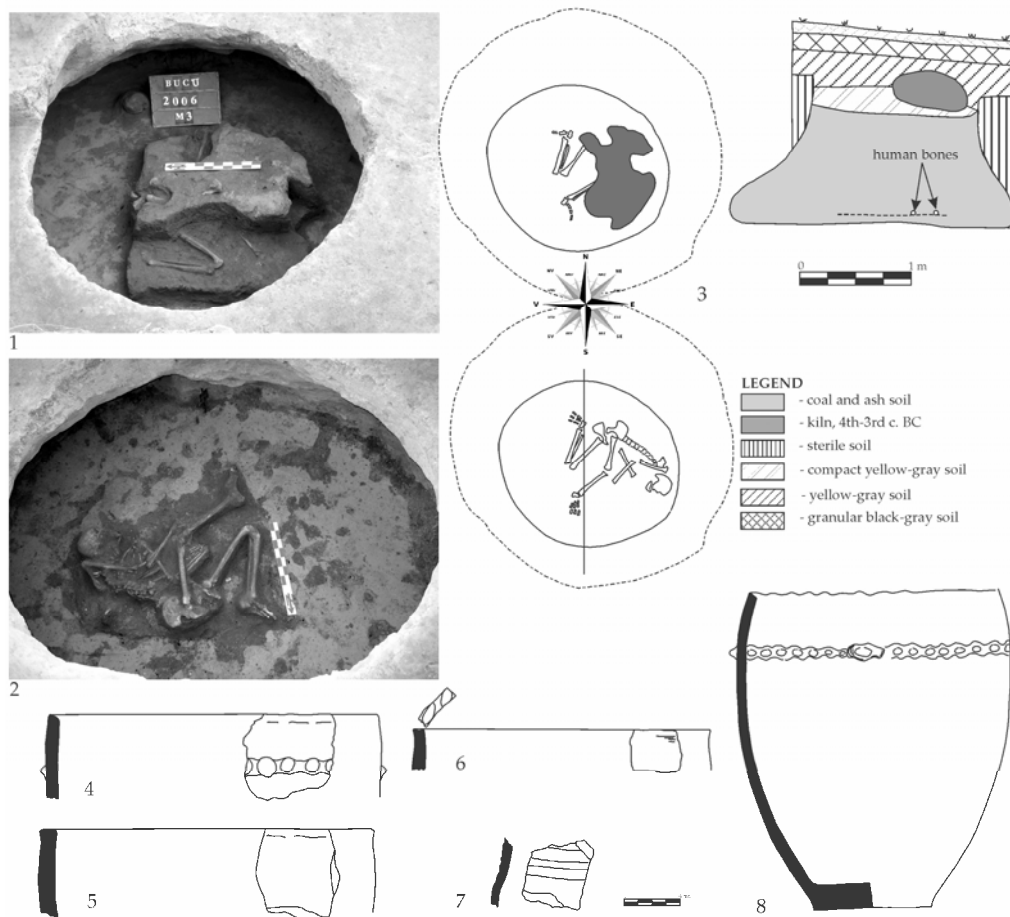 BUCU
2006
M3
1
2
N
V
E
S
3
human bones
0
1 m
LEGEND
- coal and ash soil
- kiln, 4th-3rd c. BC
- sterile soil
- compact yellow-gray soil
- yellow-gray soil
- granular black-gray soil
4
5
6
7
8